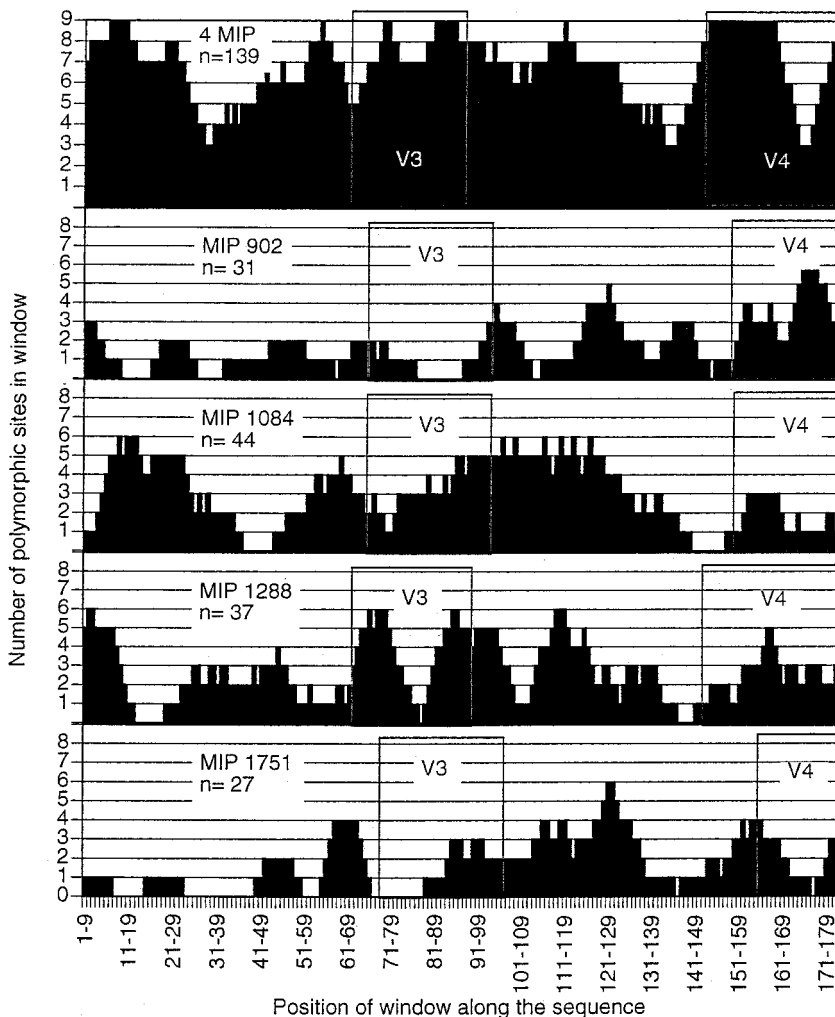 Number of polymorphic sites in window
9
8
7
6
5
4
3
2
1
4 MIP
n=139
V3
V4
8
7
6
5
4
3
2
1
MIP 902
n= 31
V3
V4
8
7
6
5
4
3
2
1
MIP 1084
n= 44
V3
V4
8
7
6
5
4
3
2
1
MIP 1288
n= 37
V3
V4
8
7
6
5
4
3
2
1
0
MIP 1751
n= 27
V3
V4
1-9
11-19
21-29
31-39
41-49
51-59
61-69
71-79
81-89
91-99
101-109
111-119
121-129
131-139
141-149
151-159
161-169
171-179
Position of window along the sequence